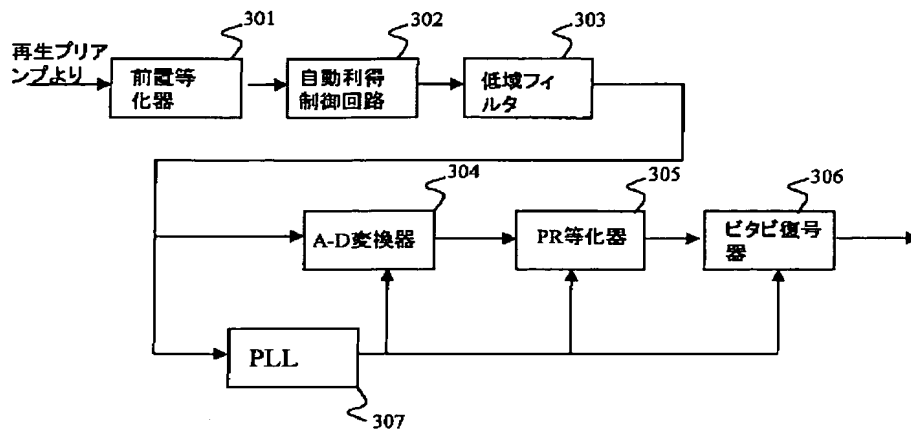 301
302
303
再生プリア
ンプより
前置等
化器
自動利得
制御回路
低域フィ
ルタ
304
305
306
A-D変換器
PR等化器
ビタビ復号
器
PLL
307